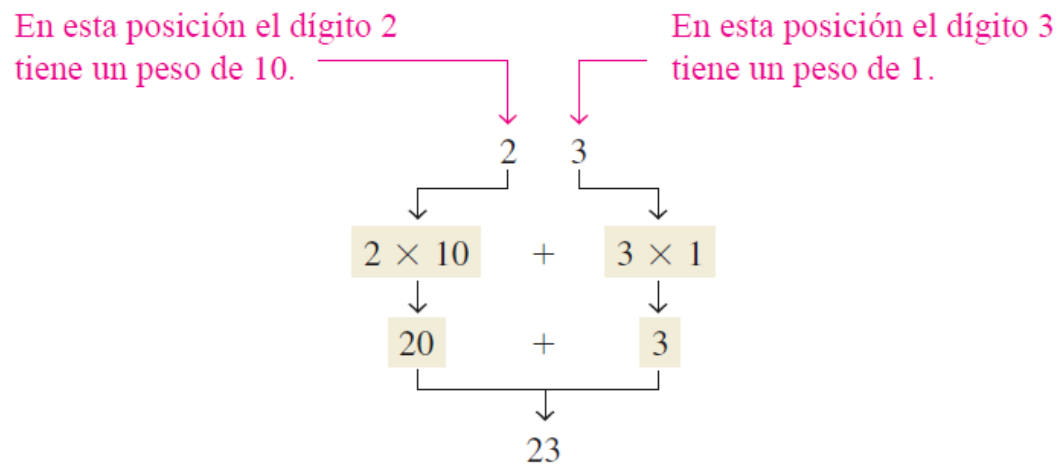 En esta posición el dígito 2
tiene un peso de 10.
En esta posición el dígito 3
tiene un peso de 1.
2 3
2 × 10 + 3 × 1
20 + 3
23